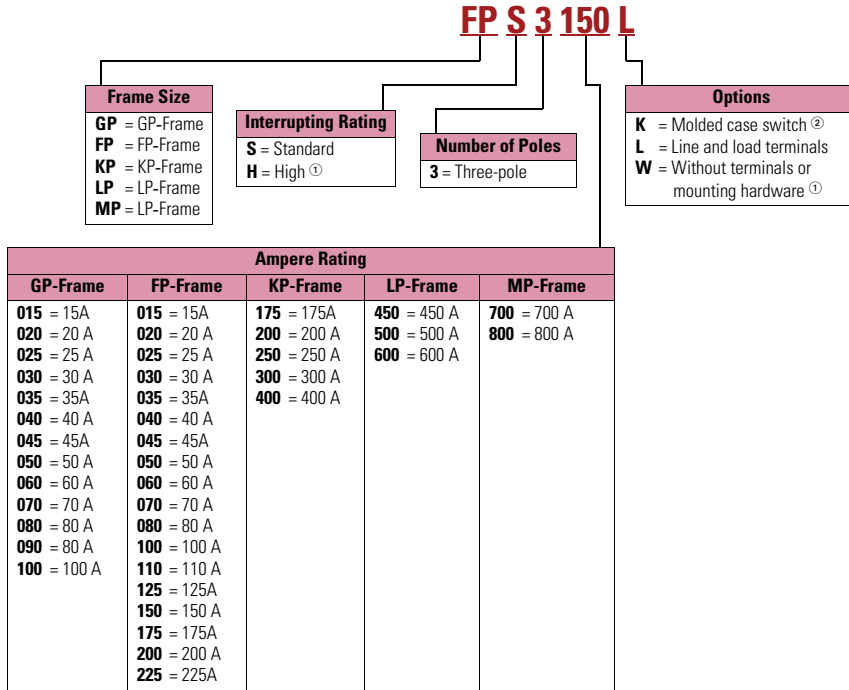 FP S 3 150 L
Frame Size
GP = GP-Frame
FP = FP-Frame
KP = KP-Frame
LP = LP-Frame
MP = LP-Frame
Interrupting Rating
S = Standard
H = High ①
Number of Poles
3 = Three-pole
Options
K = Molded case switch ②
L = Line and load terminals
W = Without terminals or
mounting hardware ①
Ampere Rating
GP-Frame
015 = 15A
020 = 20 A
025 = 25 A
030 = 30 A
035 = 35A
040 = 40 A
045 = 45A
050 = 50 A
060 = 60 A
070 = 70 A
080 = 80 A
090 = 80 A
100 = 100 A
FP-Frame
015 = 15A
020 = 20 A
025 = 25 A
030 = 30 A
035 = 35A
040 = 40 A
045 = 45A
050 = 50 A
060 = 60 A
070 = 70 A
080 = 80 A
100 = 100 A
110 = 110 A
125 = 125A
150 = 150 A
175 = 175A
200 = 200 A
225 = 225A
KP-Frame
175 = 175A
200 = 200 A
250 = 250 A
300 = 300 A
400 = 400 A
LP-Frame
450 = 450 A
500 = 500 A
600 = 600 A
MP-Frame
700 = 700 A
800 = 800 A